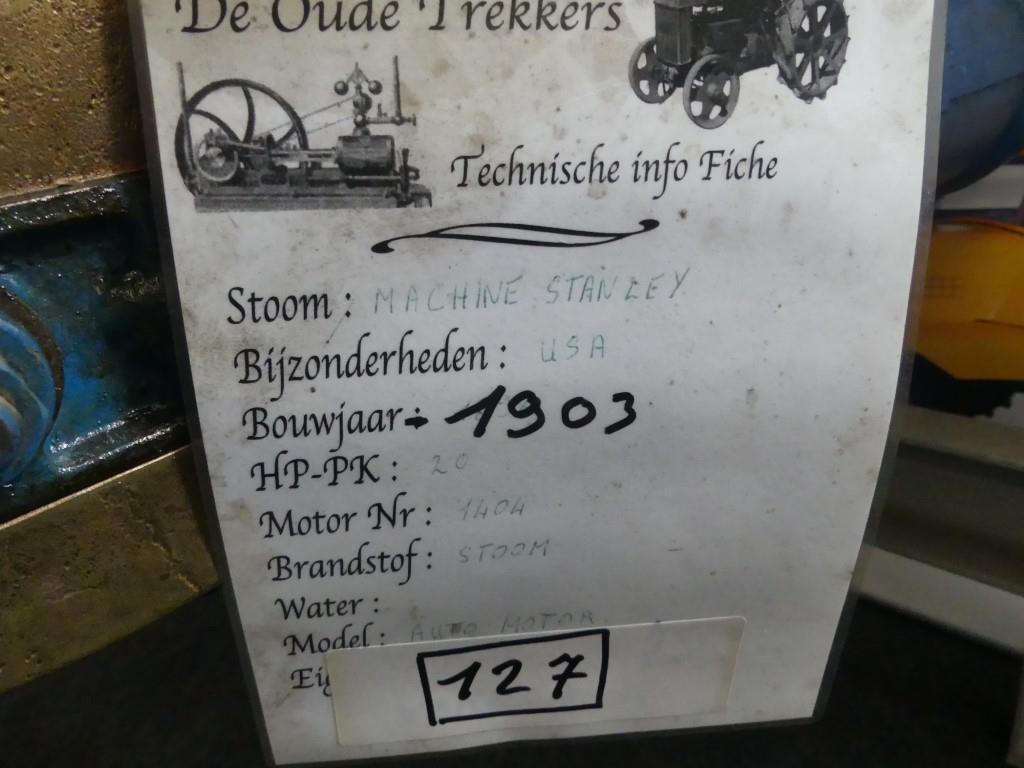 De Oude Trekkers
Technische info Fiche
Stoom : MACHINE STANLEY
Bijzonderheden : USA
Bouwjaar : 1903
HP-PK : 20
Motor Nr : 1404
Brandstof : STOOM
Water :
Model : AUTO MOTOR
127